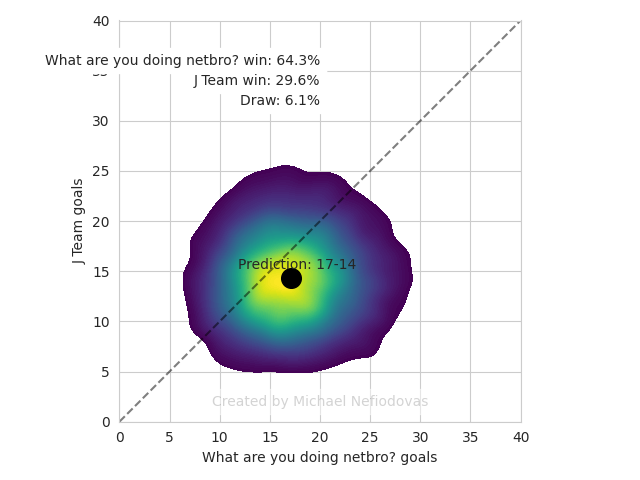 40
What are you doing netbro? win: 64.3%
J Team win: 29.6%
Draw: 6.1%
30
25
20
15
10
5
0
J Team goals
Prediction: 17-14
Created by Michael Nefiodovas
0 5 10 15 20 25 30 35 40
What are you doing netbro? goals